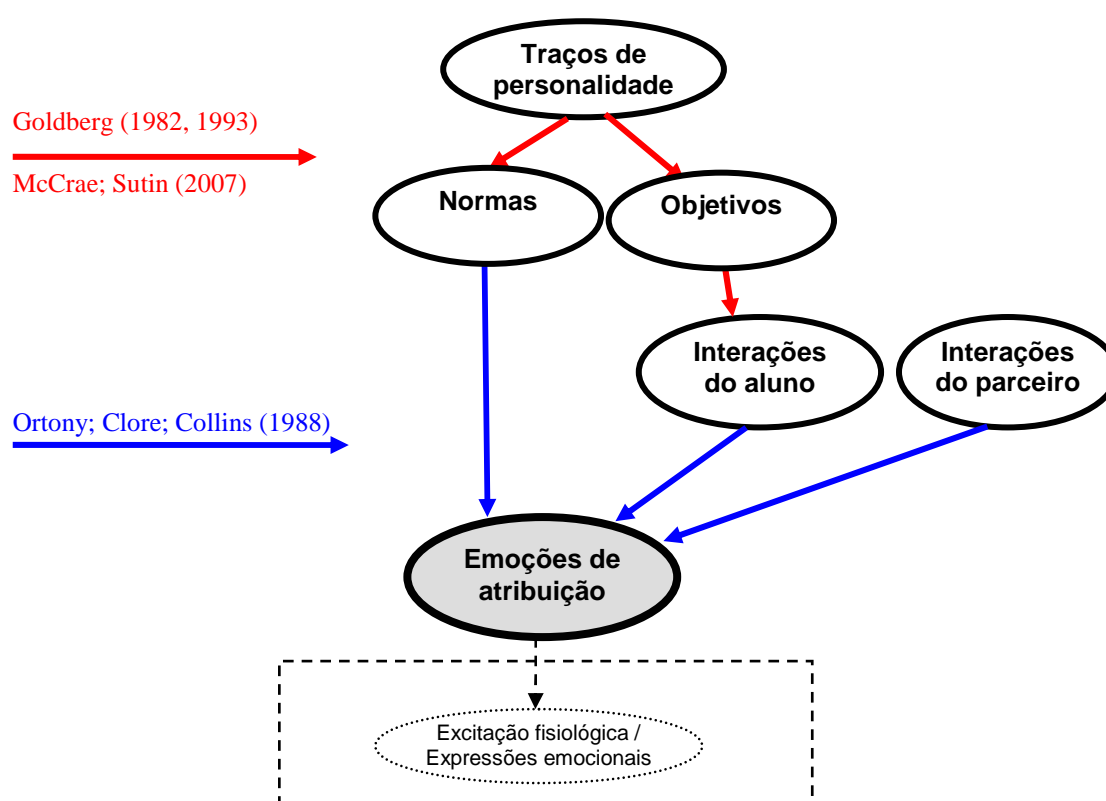 Traços de
personalidade
Goldberg (1982, 1993)
McCrae; Sutin (2007)
Normas
Objetivos
Interações
do aluno
Interações
do parceiro
Ortony; Clore; Collins (1988)
Emoções de
atribuição
Excitação fisiológica /
Expressões emocionais